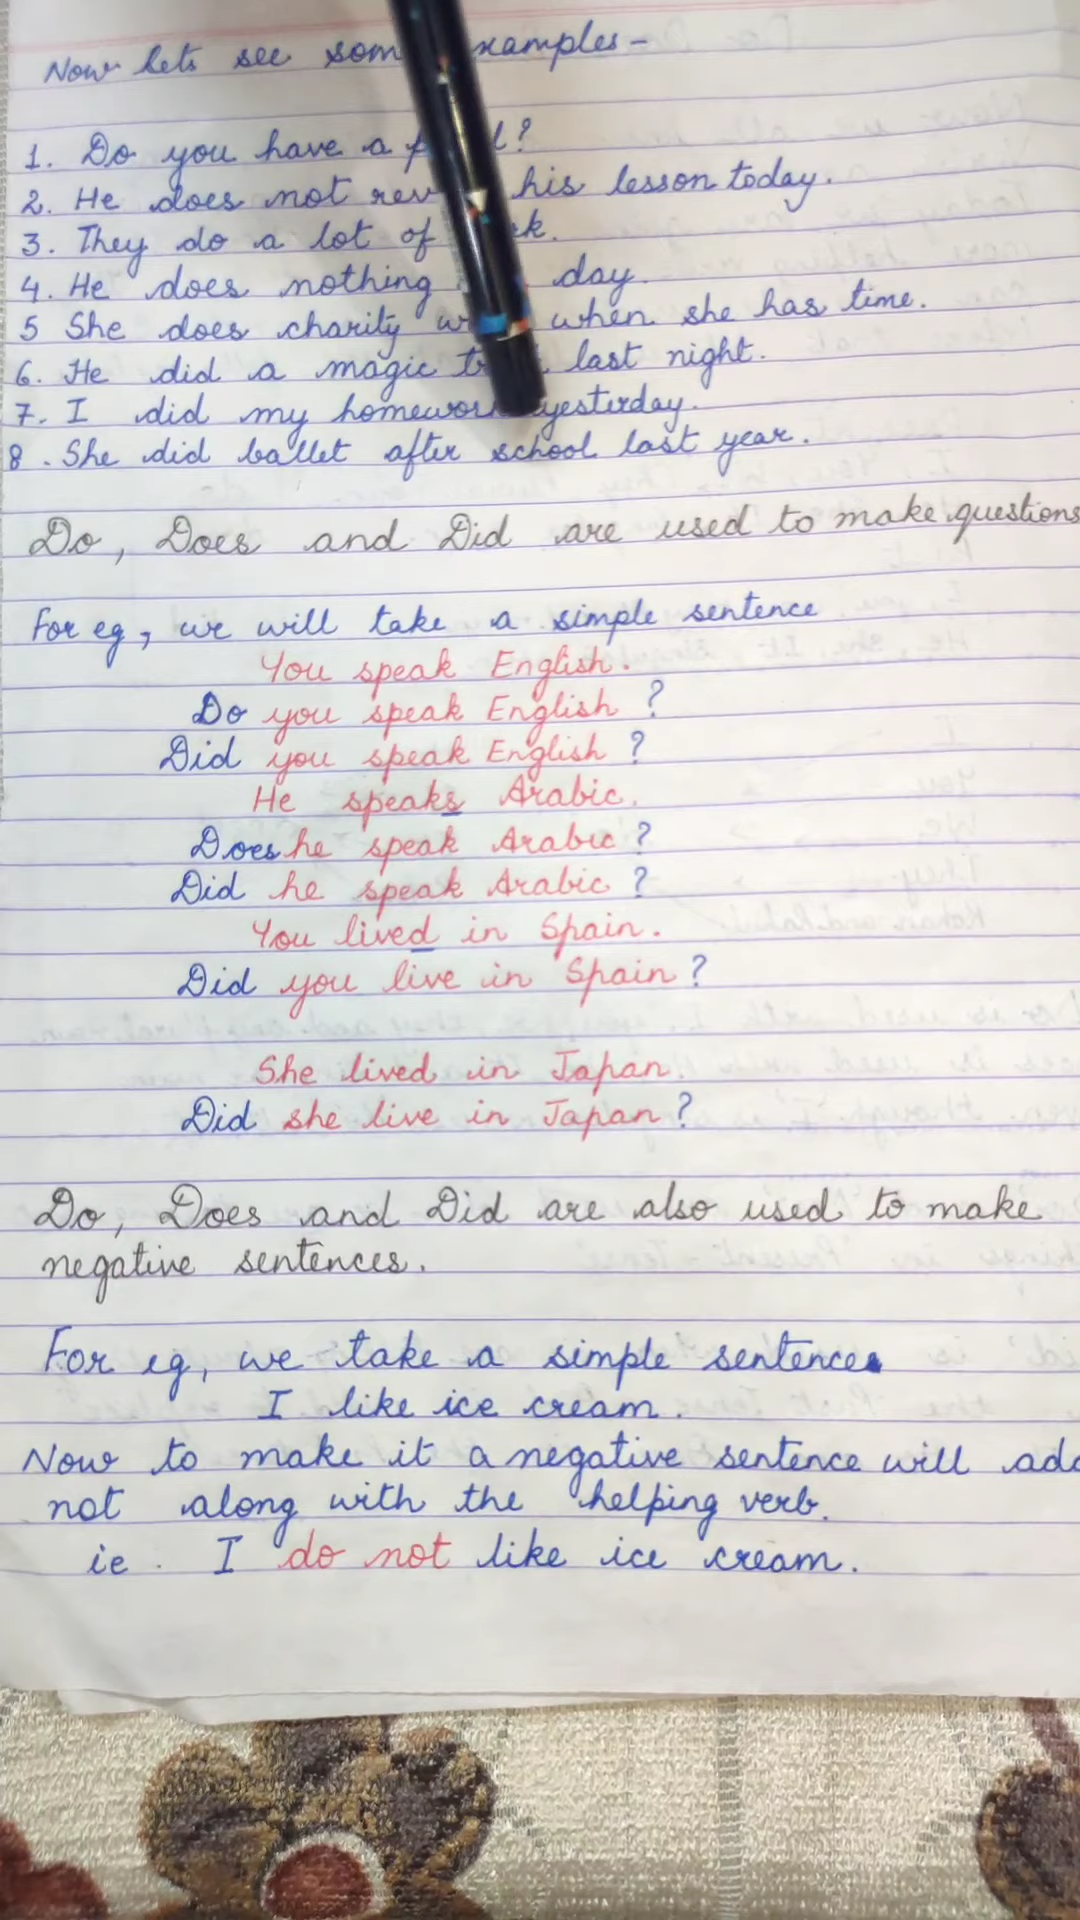 Now lets see some examples -
1. Do you have a ?
2. He does not his lesson today.
3. They do a lot of
4. He does nothing day.
5 She does charity when she has time.
6. He did a magic last night.
7. I did my homework yesterday.
8. She did ballet after school last year.
Do, Does and Did are used to make questions
For eg, we will take a simple sentence
You speak English.
Do you speak English ?
Did you speak English ?
He speaks Arabic.
Does he speak Arabic ?
Did he speak Arabic ?
You lived in Spain.
Did you live in Spain ?
She lived in Japan.
Did she live in Japan ?
Do, Does and Did are also used to make
negative sentences.
For eg, we take a simple sentence
I like ice cream.
Now to make it a negative sentence will add
not along with the helping verb.
ie . I do not like ice cream.